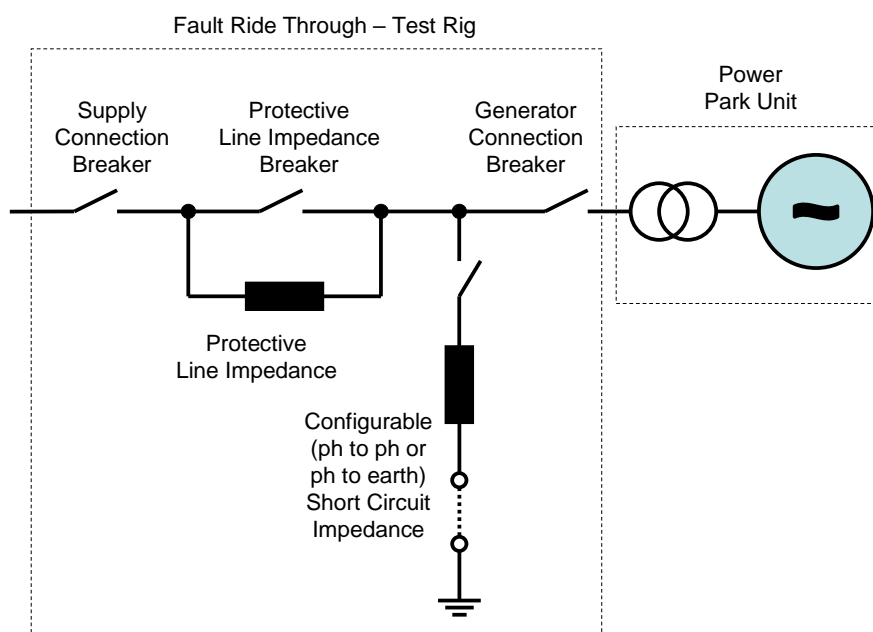 Fault Ride Through – Test Rig
Supply
Connection
Breaker
Protective
Line Impedance
Breaker
Generator
Connection
Breaker
Power
Park Unit
Protective
Line Impedance
Configurable
(ph to ph or
ph to earth)
Short Circuit
Impedance